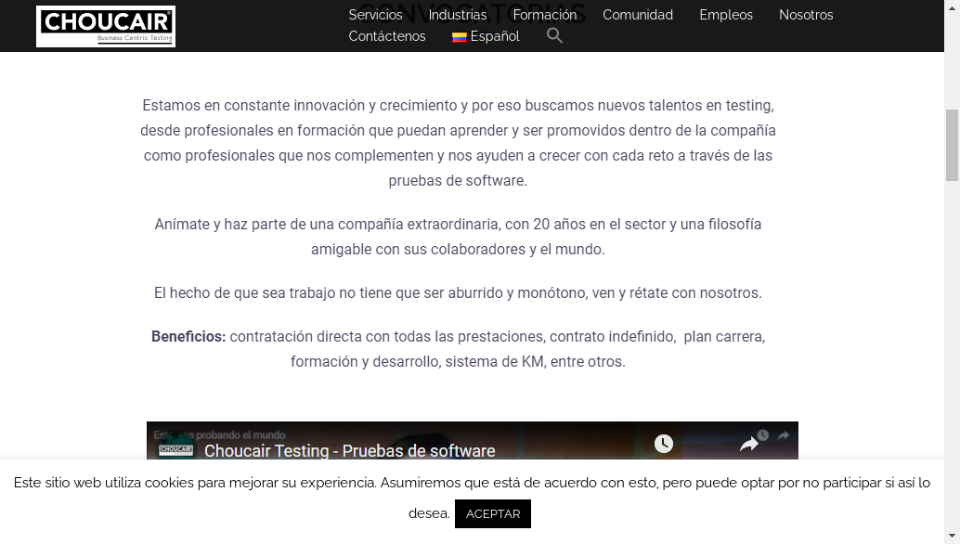 CHOUCAIR
Business Centric Testing
Servicios Industrias Formación Comunidad Empleos Nosotros
CONVOCATORIAS
Contáctenos Español
Estamos en constante innovación y crecimiento y por eso buscamos nuevos talentos en testing,
desde profesionales en formación que puedan aprender y ser promovidos dentro de la compañía
como profesionales que nos complementen y nos ayuden a crecer con cada reto a través de las
pruebas de software.
Anímate y haz parte de una compañía extraordinaria, con 20 años en el sector y una filosofía
amigable con sus colaboradores y el mundo.
El hecho de que sea trabajo no tiene que ser aburrido y monótono, ven y rétate con nosotros.
Beneficios: contratación directa con todas las prestaciones, contrato indefinido, plan carrera,
formación y desarrollo, sistema de KM, entre otros.
probando el mundo
CHOUCAIR
Choucair Testing - Pruebas de software
Este sitio web utiliza cookies para mejorar su experiencia. Asumiremos que está de acuerdo con esto, pero puede optar por no participar si así lo
desea. ACEPTAR